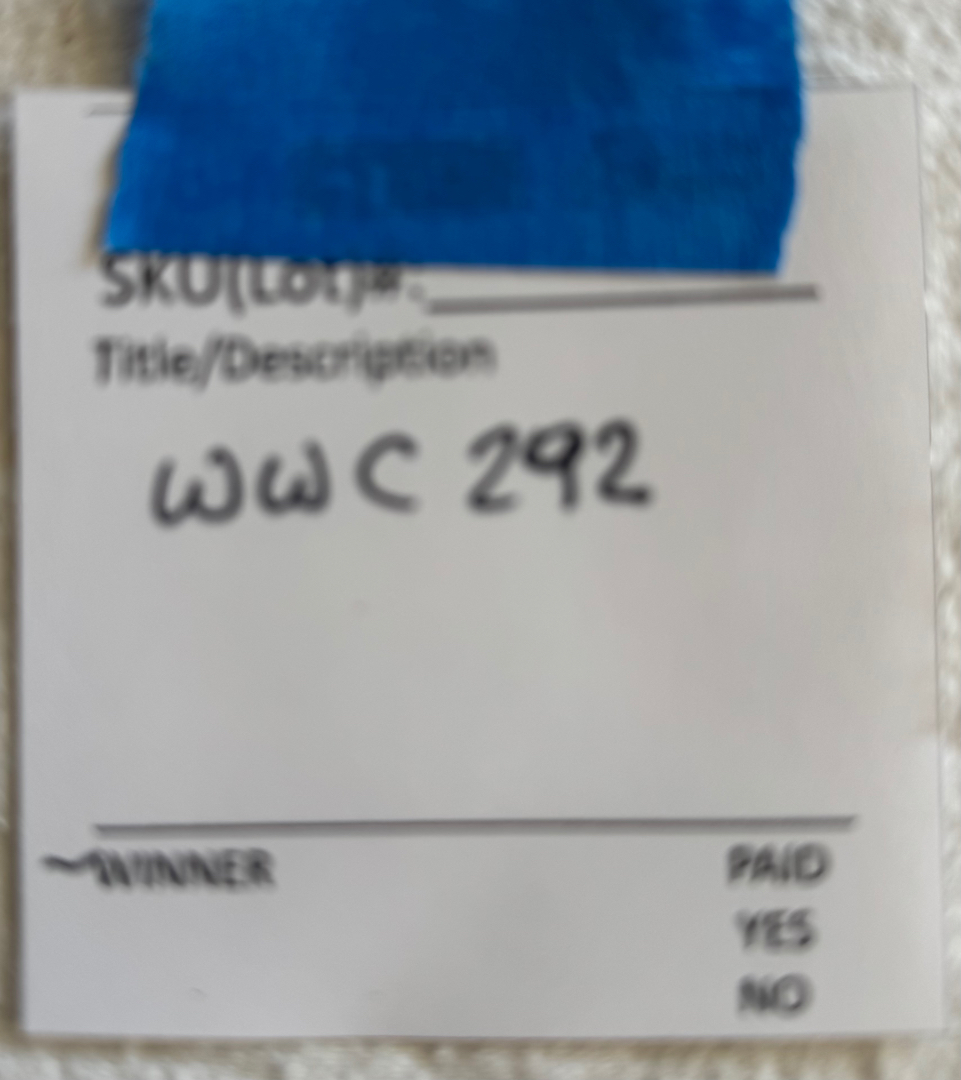 SKU(Lot)#:
Title/Description
WWC 292
~WINNER PAID
YES
NO